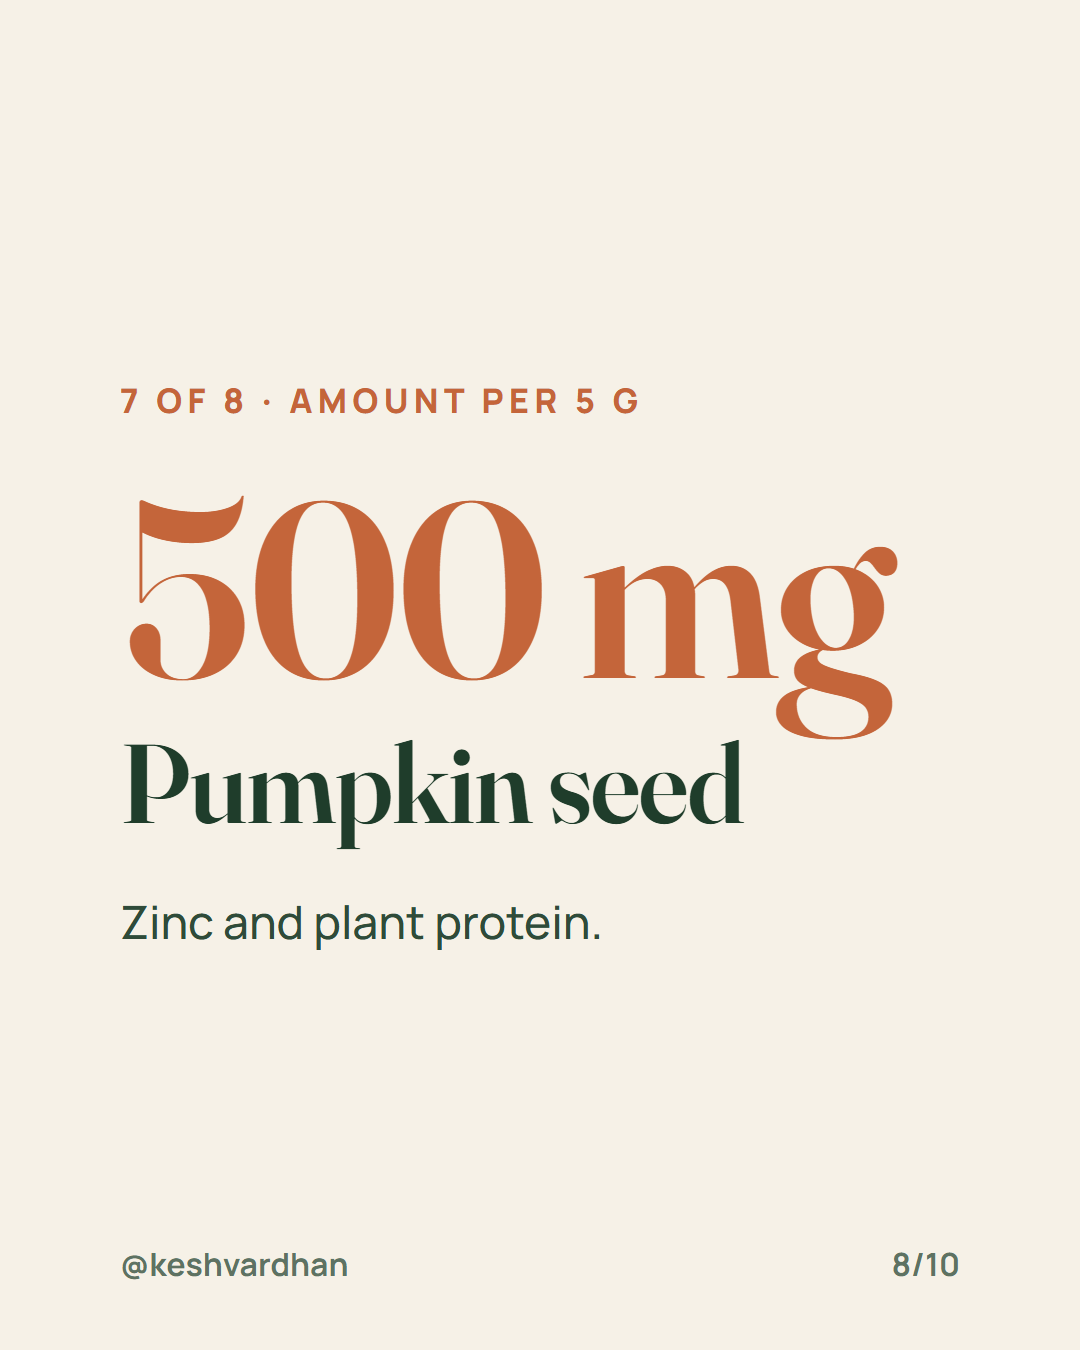 7 OF 8 · AMOUNT PER 5 G
500 mg
Pumpkin seed
Zinc and plant protein.
@keshvardhan
8/10